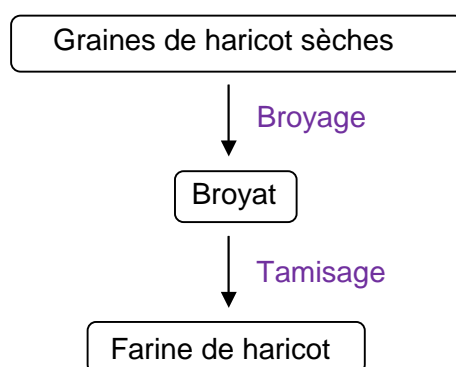 Graines de haricot sèches
Broyage
Broyat
Tamisage
Farine de haricot